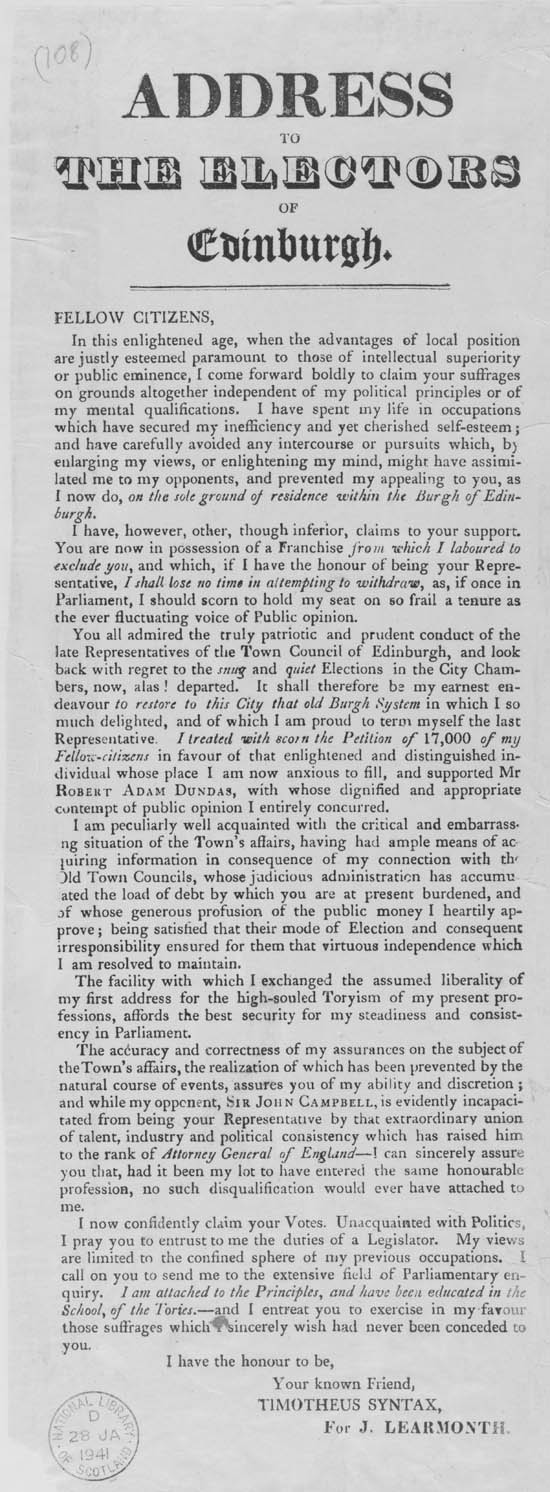 (108)
ADDRESS
TO
THE ELECTORS
OF
Edinburgh.
FELLOW CITIZENS,
In this enlightened age, when the advantages of local position
are justly esteemed paramount to those of intellectual superiority
or public eminence, I come forward boldly to claim your suffrages
on grounds altogether independent of my political principles or of
my mental qualifications. I have spent my life in occupations
which have secured my inefficiency and yet cherished self-esteem;
and have carefully avoided any intercourse or pursuits which, by
enlarging my views, or enlightening my mind, might have assimi-
lated me to my opponents, and prevented my appealing to you, as
I now do, on the sole ground of residence within the Burgh of Edin-
burgh.
I have, however, other, though inferior, claims to your support.
You are now in possession of a Franchise from which I laboured to
exclude you, and which, if I have the honour of being your Repre-
sentative, I shall lose no time in attempting to withdraw, as, if once in
Parliament, I should scorn to hold my seat on so frail a tenure as
the ever fluctuating voice of Public opinion.
You all admired the truly patriotic and prudent conduct of the
late Representatives of the Town Council of Edinburgh, and look
back with regret to the snug and quiet Elections in the City Cham-
bers, now, alas! departed. It shall therefore be my earnest en-
deavour to restore to this City that old Burgh System in which I so
much delighted, and of which I am proud to term myself the last
Representative. I treated with scorn the Petition of 17,000 of my
Fellow-citizens in favour of that enlightened and distinguished in-
dividual whose place I am now anxious to fill, and supported Mr
ROBERT ADAM DUNDAS, with whose dignified and appropriate
contempt of public opinion I entirely concurred.
I am peculiarly well acquainted with the critical and embarrass-
ng situation of the Town's affairs, having had ample means of ac-
quiring information in consequence of my connection with the
Old Town Councils, whose judicious administration has accumu
ated the load of debt by which you are at present burdened, and
of whose generous profusion of the public money I heartily ap-
prove; being satisfied that their mode of Election and consequent
irresponsibility ensured for them that virtuous independence which
I am resolved to maintain.
The facility with which I exchanged the assumed liberality of
my first address for the high-souled Toryism of my present pro-
fessions, affords the best security for my steadiness and consist-
ency in Parliament.
The accuracy and correctness of my assurances on the subject of
the Town's affairs, the realization of which has been prevented by the
natural course of events, assures you of my ability and discretion;
and while my opponent, SIR JOHN CAMPBELL, is evidently incapaci-
tated from being your Representative by that extraordinary union
of talent, industry and political consistency which has raised him
to the rank of Attorney General of England—I can sincerely assure
you that, had it been my lot to have entered the same honourable
profession, no such disqualification would ever have attached to
me.
I now confidently claim your Votes. Unacquainted with Politics,
I pray you to entrust to me the duties of a Legislator. My views
are limited to the confined sphere of my previous occupations. I
call on you to send me to the extensive field of Parliamentary en-
quiry. I am attached to the Principles, and have been educated in the
School, of the Tories.—and I entreat you to exercise in my favour
those suffrages which I sincerely wish had never been conceded to
you.
I have the honour to be,
Your known Friend,
TIMOTHEUS SYNTAX,
For J. LEARMONTH.
NATIONAL LIBRARY
D
28 JA
1941
OF SCOTLAND